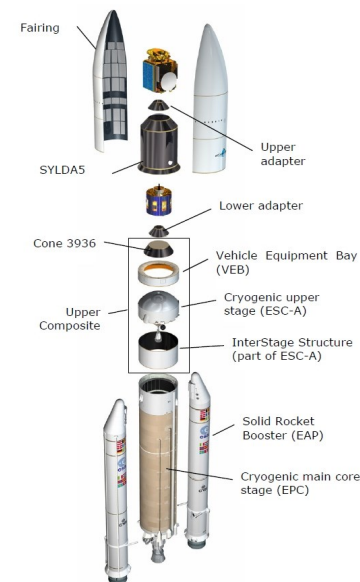 Fairing
Upper
adapter
SYLDA5
Lower adapter
Cone 3936
Vehicle Equipment Bay
(VEB)
Upper
Composite
Cryogenic upper
stage (ESC-A)
InterStage Structure
(part of ESC-A)
Solid Rocket
Booster (EAP)
Cryogenic main core
stage (EPC)